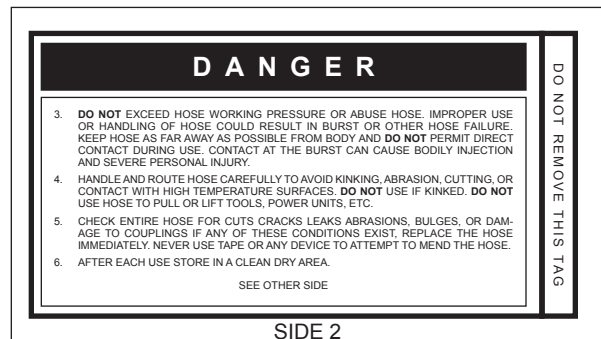 DANGER
3. DO NOT EXCEED HOSE WORKING PRESSURE OR ABUSE HOSE. IMPROPER USE
OR HANDLING OF HOSE COULD RESULT IN BURST OR OTHER HOSE FAILURE.
KEEP HOSE AS FAR AWAY AS POSSIBLE FROM BODY AND DO NOT PERMIT DIRECT
CONTACT DURING USE. CONTACT AT THE BURST CAN CAUSE BODILY INJECTION
AND SEVERE PERSONAL INJURY.
4. HANDLE AND ROUTE HOSE CAREFULLY TO AVOID KINKING, ABRASION, CUTTING, OR
CONTACT WITH HIGH TEMPERATURE SURFACES. DO NOT USE IF KINKED. DO NOT
USE HOSE TO PULL OR LIFT TOOLS, POWER UNITS, ETC.
5. CHECK ENTIRE HOSE FOR CUTS CRACKS LEAKS ABRASIONS, BULGES, OR DAM-
AGE TO COUPLINGS IF ANY OF THESE CONDITIONS EXIST, REPLACE THE HOSE
IMMEDIATELY. NEVER USE TAPE OR ANY DEVICE TO ATTEMPT TO MEND THE HOSE.
6. AFTER EACH USE STORE IN A CLEAN DRY AREA.
SEE OTHER SIDE
DO NOT REMOVE THIS TAG
SIDE 2